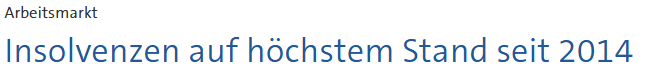 Arbeitsmarkt
Insolvenzen auf höchstem Stand seit 2014